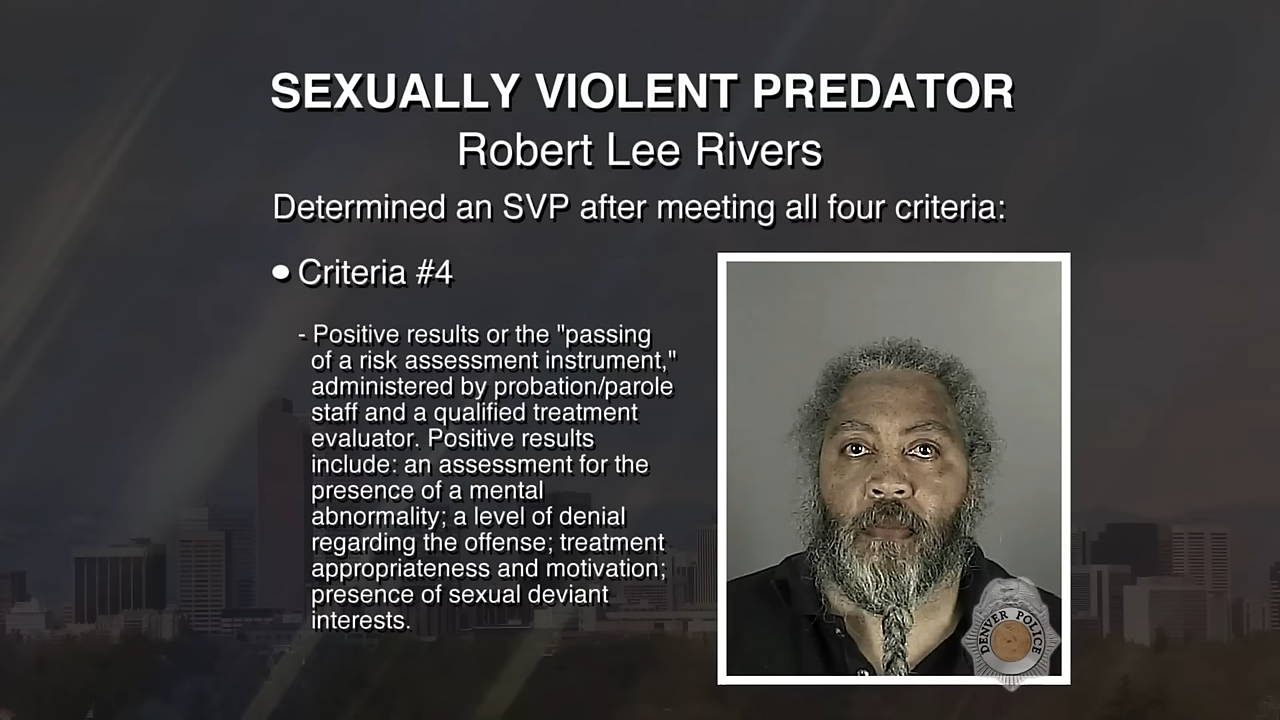 SEXUALLY VIOLENT PREDATOR
Robert Lee Rivers
Determined an SVP after meeting all four criteria:
• Criteria #4
- Positive results or the "passing
of a risk assessment instrument,"
administered by probation/parole
staff and a qualified treatment
evaluator. Positive results
include: an assessment for the
presence of a mental
abnormality; a level of denial
regarding the offense; treatment
appropriateness and motivation;
presence of sexual deviant
interests.
DENVER POLICE